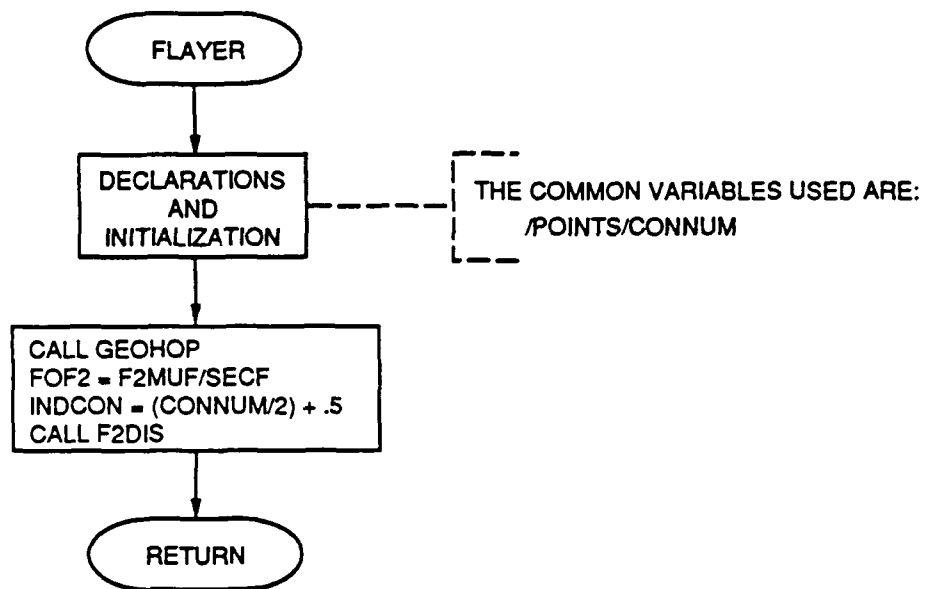 FLAYER
DECLARATIONS
AND
INITIALIZATION
THE COMMON VARIABLES USED ARE:
/POINTS/CONNUM
CALL GEOHOP
FOF2 = F2MUF/SECF
INDCON = (CONNUM/2) + .5
CALL F2DIS
RETURN